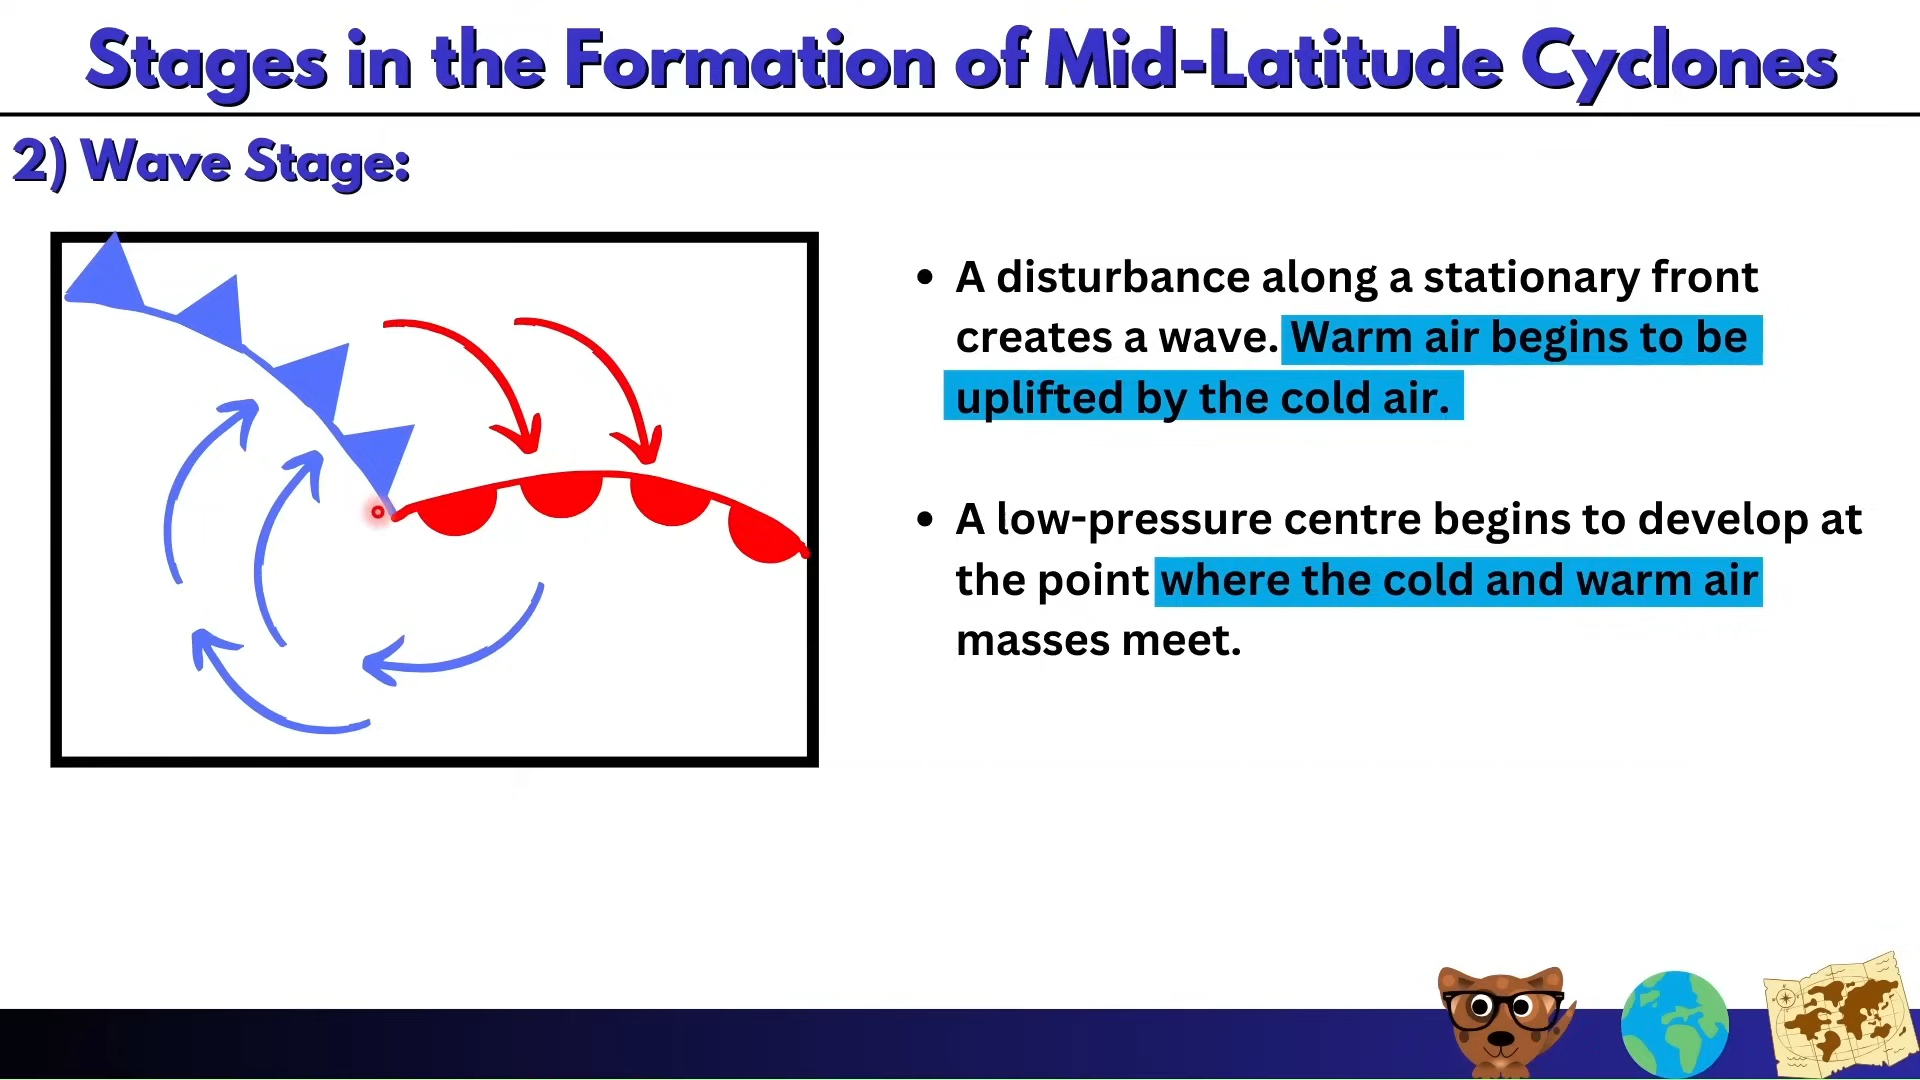 Stages in the Formation of Mid-Latitude Cyclones
2) Wave Stage:
• A disturbance along a stationary front
creates a wave. Warm air begins to be
uplifted by the cold air.
• A low-pressure centre begins to develop at
the point where the cold and warm air
masses meet.